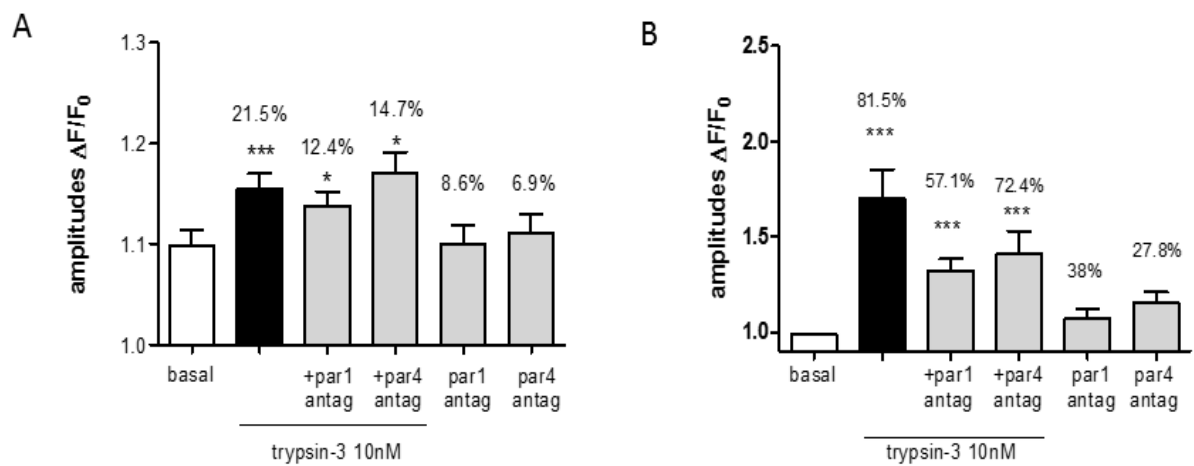 A
amplitudes ΔF/F0
1.3
1.2
1.1
1.0
21.5%
***
12.4%
*
14.7%
*
8.6%
6.9%
basal
+par1
antag
+par4
antag
par1
antag
par4
antag
trypsin-3 10nM
B
amplitudes ΔF/F0
2.5
2.0
1.5
1.0
81.5%
***
57.1%
***
72.4%
***
38%
27.8%
basal
+par1
antag
+par4
antag
par1
antag
par4
antag
trypsin-3 10nM